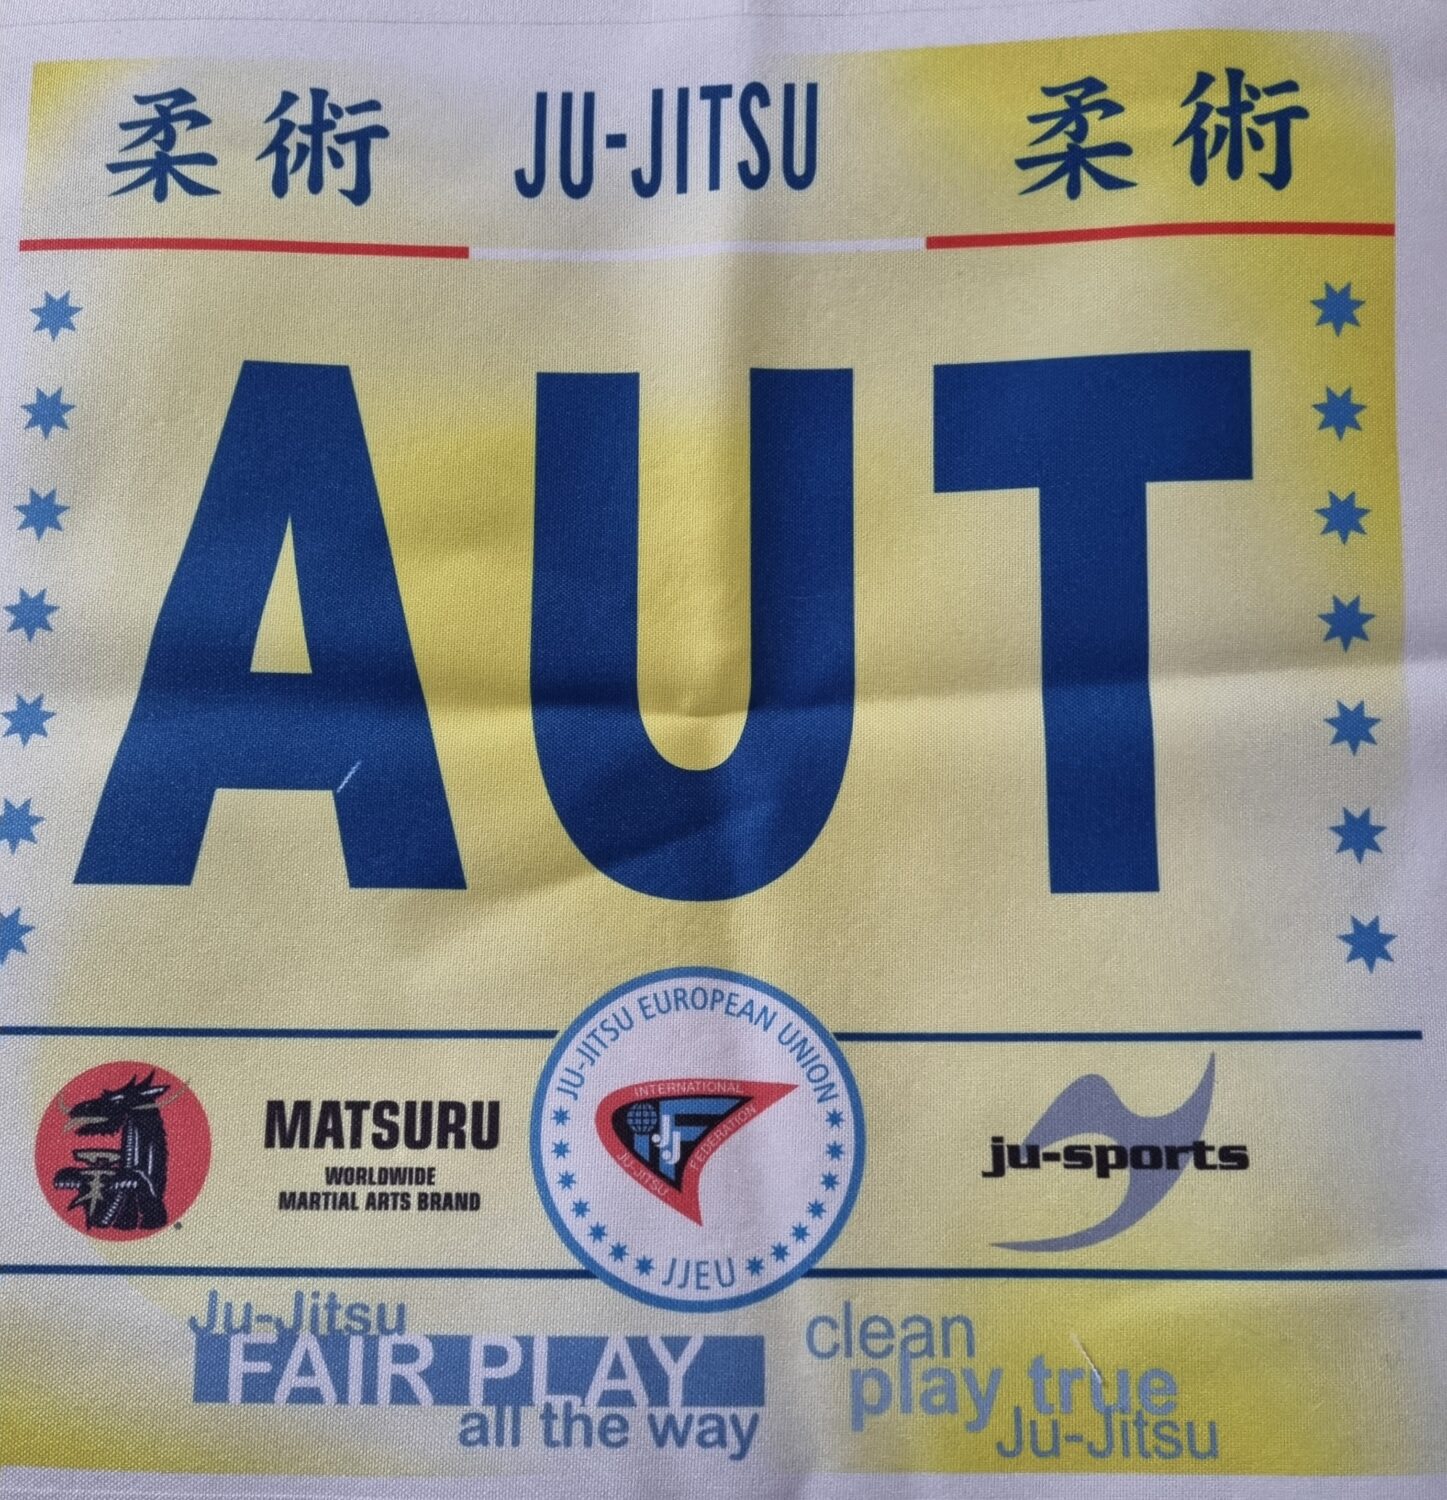 柔術 JU-JITSU 柔術
AUT
JU-JITSU EUROPEAN UNION
INTERNATIONAL
FEDERATION
JU-JITSU
JJIF
JJEU
MATSURU
WORLDWIDE
MARTIAL ARTS BRAND
ju-sports
Ju-Jitsu
FAIR PLAY
all the way
clean
play true
Ju-Jitsu